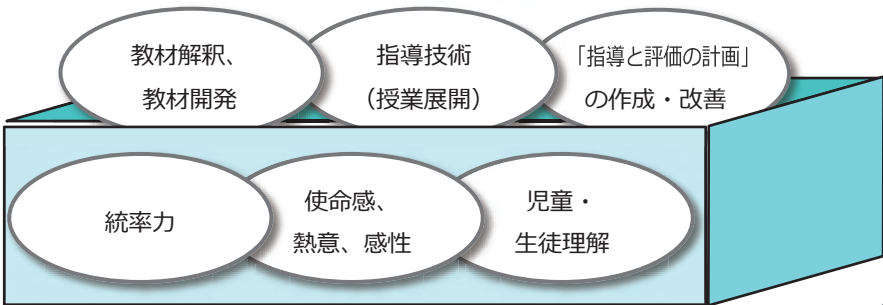 教材解釈、
教材開発
指導技術
（授業展開）
「指導と評価の計画」
の作成・改善
統率力
使命感、
熱意、感性
児童・
生徒理解